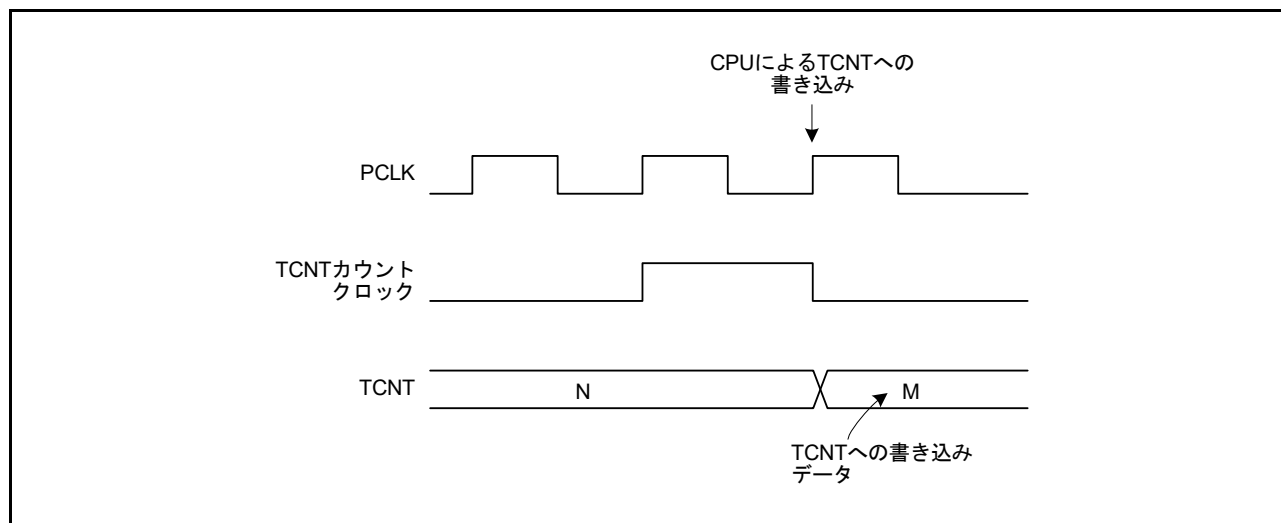 CPUによるTCNTへの
書き込み
PCLK
TCNTカウント
クロック
TCNT
N
M
TCNTへの書き込み
データ